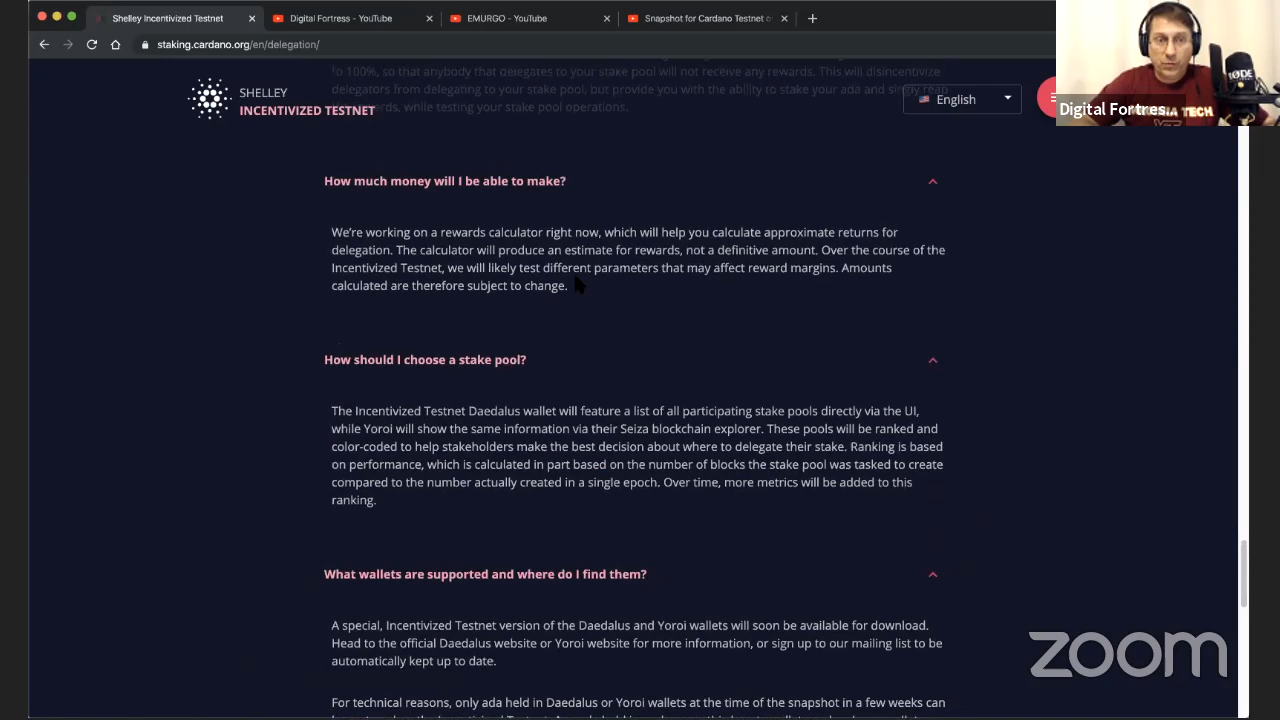 Shelley Incentivized Testnet
Digital Fortress - YouTube
EMURGO - YouTube
Snapshot for Cardano Testnet
staking.cardano.org/en/delegation/
to 100%, so that anybody that delegates to your stake pool will not receive any rewards. This will disincentivize
delegators from delegating to your stake pool, but provide you with the ability to stake your ada and singly reap
rewards, while testing your stake pool operations.
SHELLEY
INCENTIVIZED TESTNET
English
RØDE
TECH
Digital Fortres
How much money will I be able to make?
We're working on a rewards calculator right now, which will help you calculate approximate returns for
delegation. The calculator will produce an estimate for rewards, not a definitive amount. Over the course of the
Incentivized Testnet, we will likely test different parameters that may affect reward margins. Amounts
calculated are therefore subject to change.
How should I choose a stake pool?
The Incentivized Testnet Daedalus wallet will feature a list of all participating stake pools directly via the UI,
while Yoroi will show the same information via their Seiza blockchain explorer. These pools will be ranked and
color-coded to help stakeholders make the best decision about where to delegate their stake. Ranking is based
on performance, which is calculated in part based on the number of blocks the stake pool was tasked to create
compared to the number actually created in a single epoch. Over time, more metrics will be added to this
ranking.
What wallets are supported and where do I find them?
A special, Incentivized Testnet version of the Daedalus and Yoroi wallets will soon be available for download.
Head to the official Daedalus website or Yoroi website for more information, or sign up to our mailing list to be
automatically kept up to date.
For technical reasons, only ada held in Daedalus or Yoroi wallets at the time of the snapshot in a few weeks can
zoom